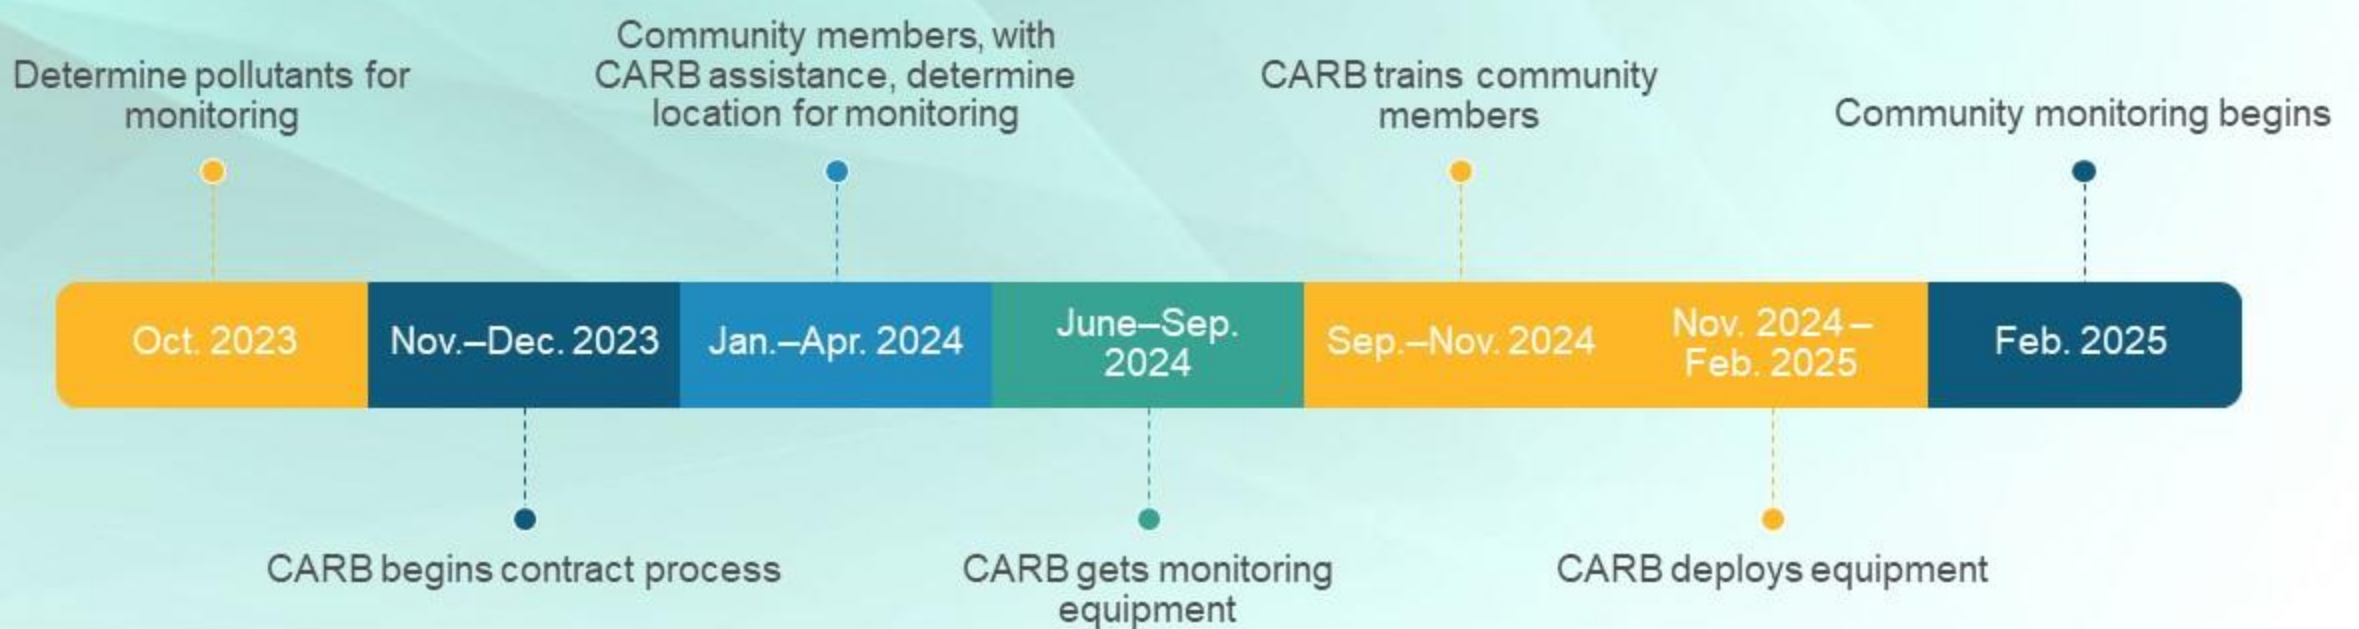 Determine pollutants for
monitoring
Community members, with
CARB assistance, determine
location for monitoring
CARB trains community
members
Community monitoring begins
Oct. 2023
Nov.–Dec. 2023
Jan.–Apr. 2024
June–Sep.
2024
Sep.–Nov. 2024
Nov. 2024 –
Feb. 2025
Feb. 2025
CARB begins contract process
CARB gets monitoring
equipment
CARB deploys equipment